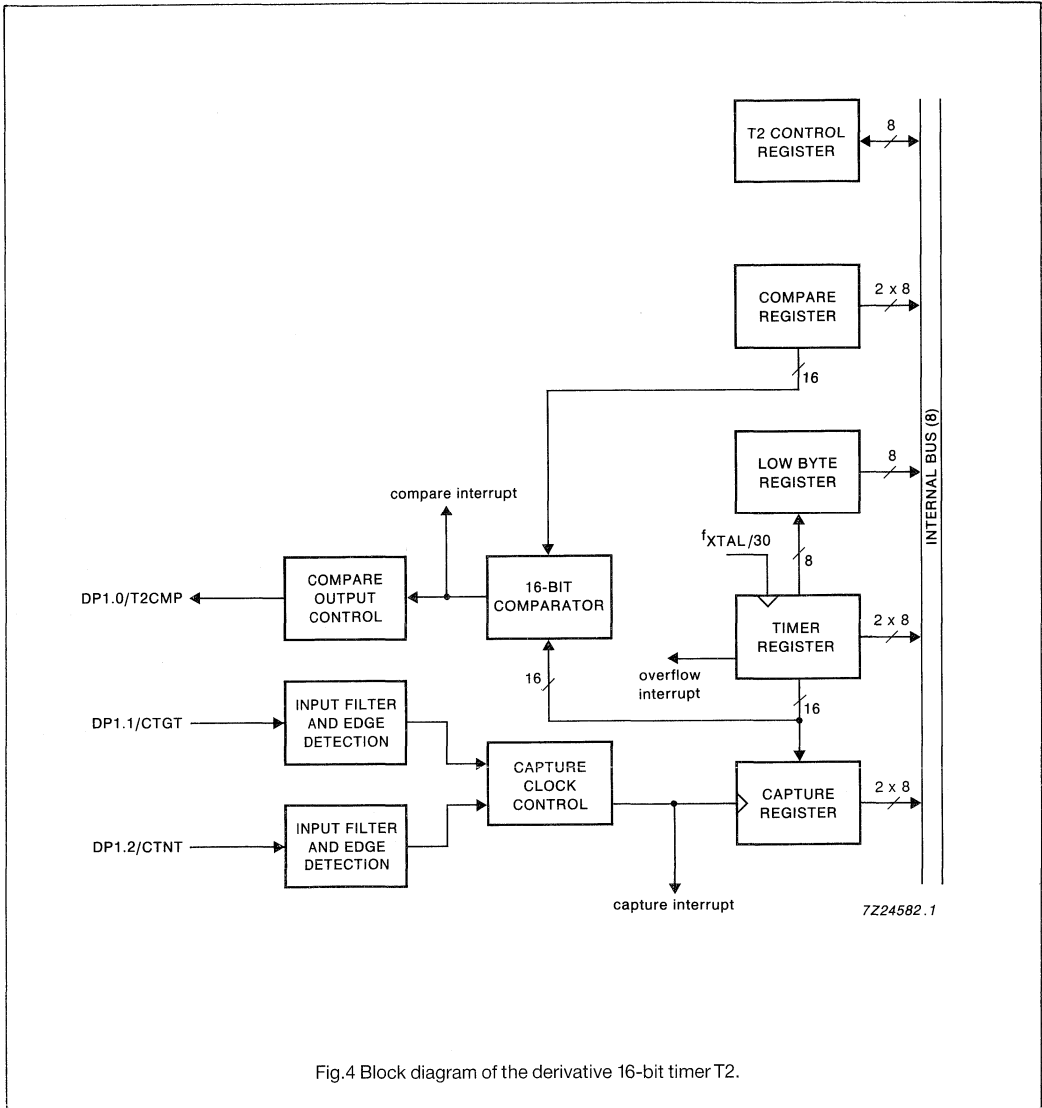 T2 CONTROL
REGISTER
8
COMPARE
REGISTER
2 x 8
16
LOW BYTE
REGISTER
8
INTERNAL BUS (8)
compare interrupt
fXTAL/30
8
DP1.0/T2CMP
COMPARE
OUTPUT
CONTROL
16-BIT
COMPARATOR
TIMER
REGISTER
2 x 8
overflow
interrupt
16
16
DP1.1/CTGT
INPUT FILTER
AND EDGE
DETECTION
CAPTURE
CLOCK
CONTROL
CAPTURE
REGISTER
2 x 8
DP1.2/CTNT
INPUT FILTER
AND EDGE
DETECTION
capture interrupt
7Z24582.1
Fig.4 Block diagram of the derivative 16-bit timer T2.